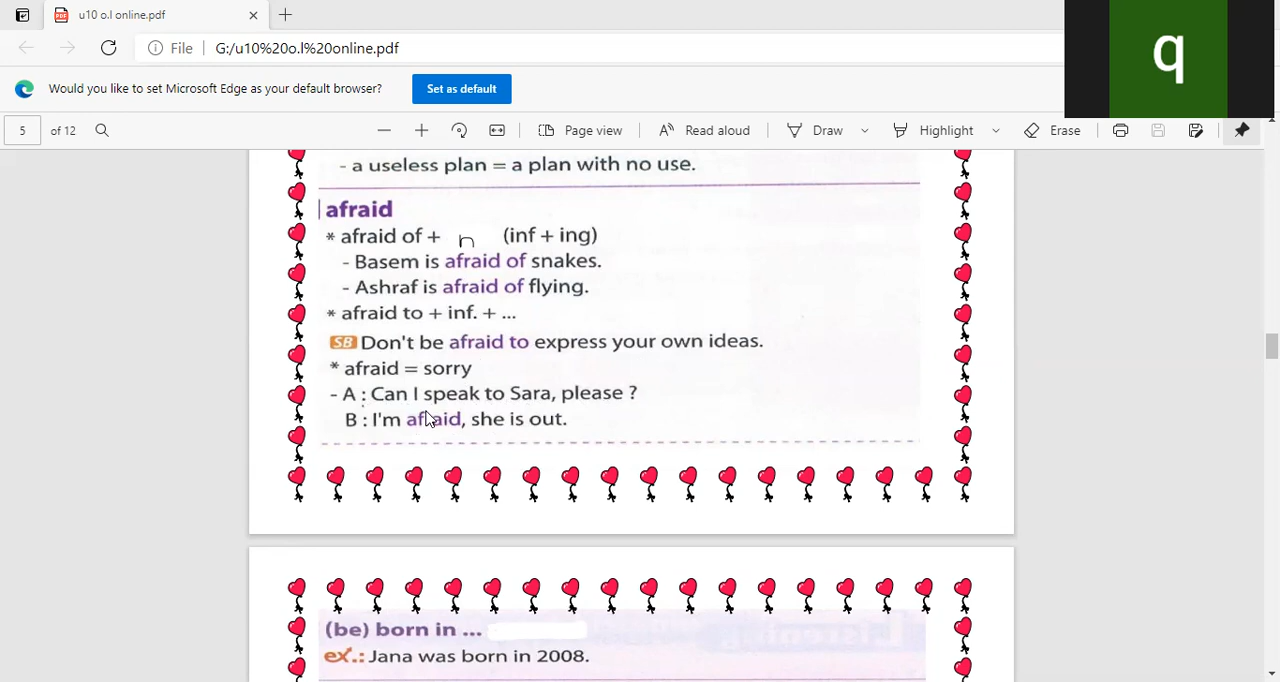 u10 o.l online.pdf
File G:/u10%20o.l%20online.pdf
q
Would you like to set Microsoft Edge as your default browser? Set as default
5 of 12 Page view Read aloud Draw Highlight Erase
- a useless plan = a plan with no use.
afraid
* afraid of + n (inf + ing)
- Basem is afraid of snakes.
- Ashraf is afraid of flying.
* afraid to + inf. + ...
SB Don't be afraid to express your own ideas.
* afraid = sorry
- A : Can I speak to Sara, please ?
B : I'm afraid, she is out.
(be) born in ...
ex.: Jana was born in 2008.